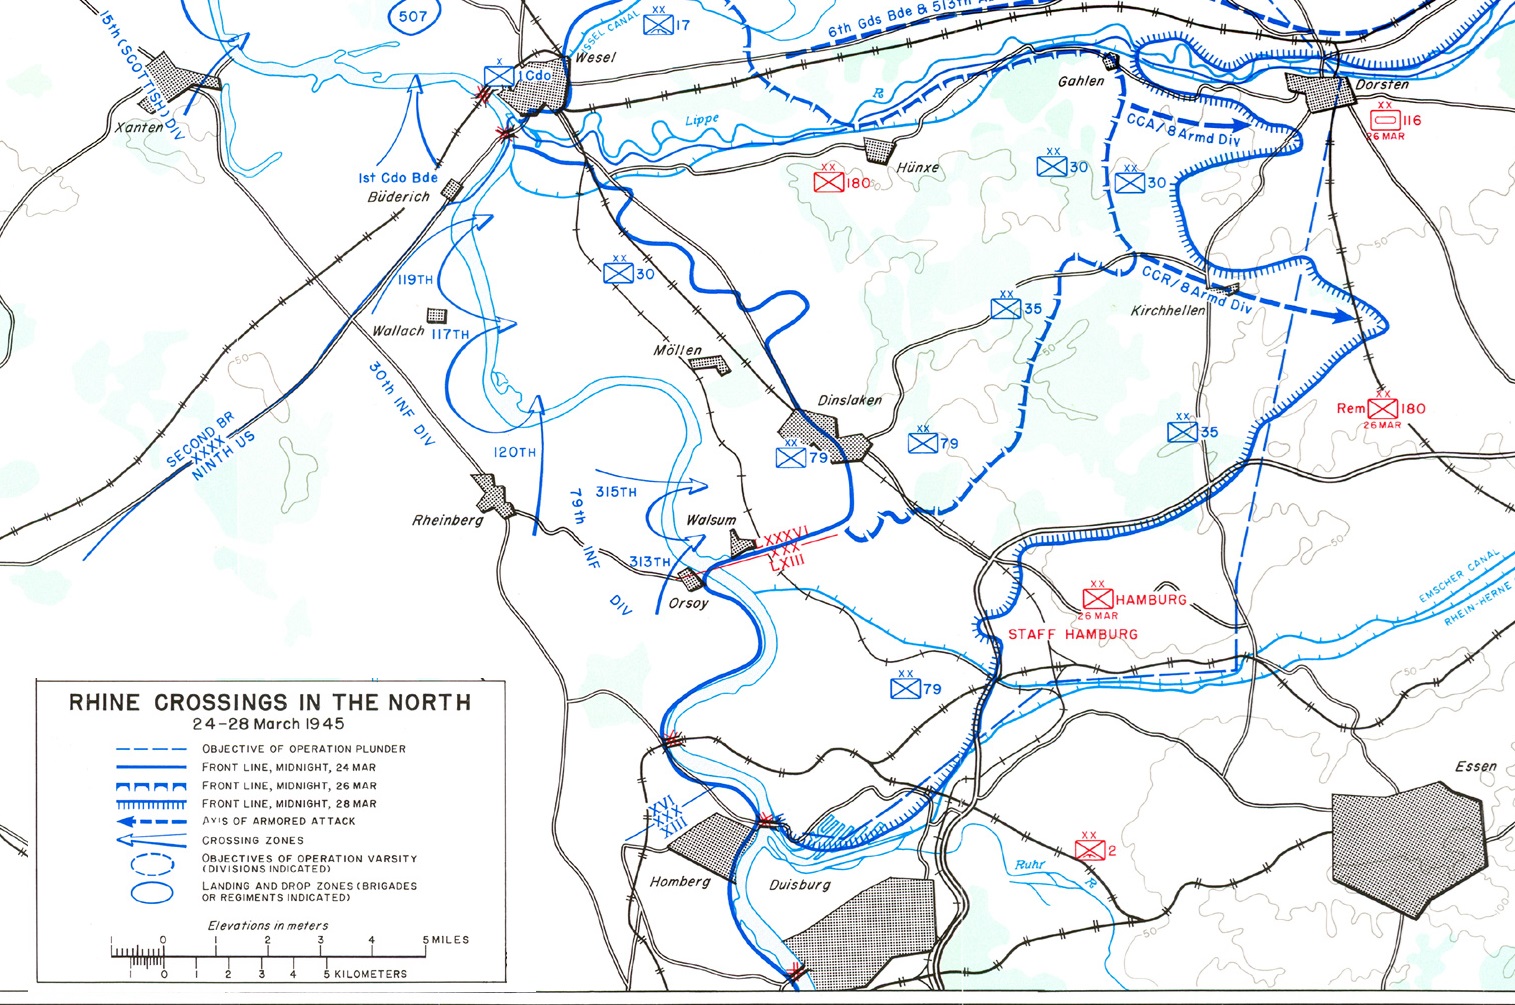 507
XX
17
SSEL CANAL
6th Gds Bde & 513th A
15th (SCOTTISH) DIV
Wesel
X
1 Cdo
Xanten
Gahlen
Dorsten
XX
116
26 MAR
R
Lippe
CCA/8 Armd Div
1st Cdo Bde
Büderich
XX
180
Hünxe
XX
30
XX
30
119TH
XX
30
CCR/8 Armd Div
Kirchhellen
XX
35
Wallach
117TH
50
50
50
Möllen
30th INF DIV
Dinslaken
XX
Rem 180
26 MAR
SECOND BR
XXXX
NINTH US
120TH
XX
79
XX
79
XX
35
315TH
79th INF DIV
Rheinberg
Walsum
LXXXVI
XXX
LXIII
50
313TH
Orsoy
XX
HAMBURG
26 MAR
STAFF HAMBURG
EMSCHER CANAL
RHEIN-HERNE
XX
79
50
RHINE CROSSINGS IN THE NORTH
24-28 March 1945
OBJECTIVE OF OPERATION PLUNDER
FRONT LINE, MIDNIGHT, 24 MAR
FRONT LINE, MIDNIGHT, 26 MAR
FRONT LINE, MIDNIGHT, 28 MAR
AXIS OF ARMORED ATTACK
CROSSING ZONES
OBJECTIVES OF OPERATION VARSITY
(DIVISIONS INDICATED)
LANDING AND DROP ZONES (BRIGADES
OR REGIMENTS INDICATED)
Elevations in meters
1 0 1 2 3 4 5 MILES
1 0 1 2 3 4 5 KILOMETERS
XVI
XXX
XIII
Essen
Homberg
Duisburg
XX
2
Ruhr
R
50
100